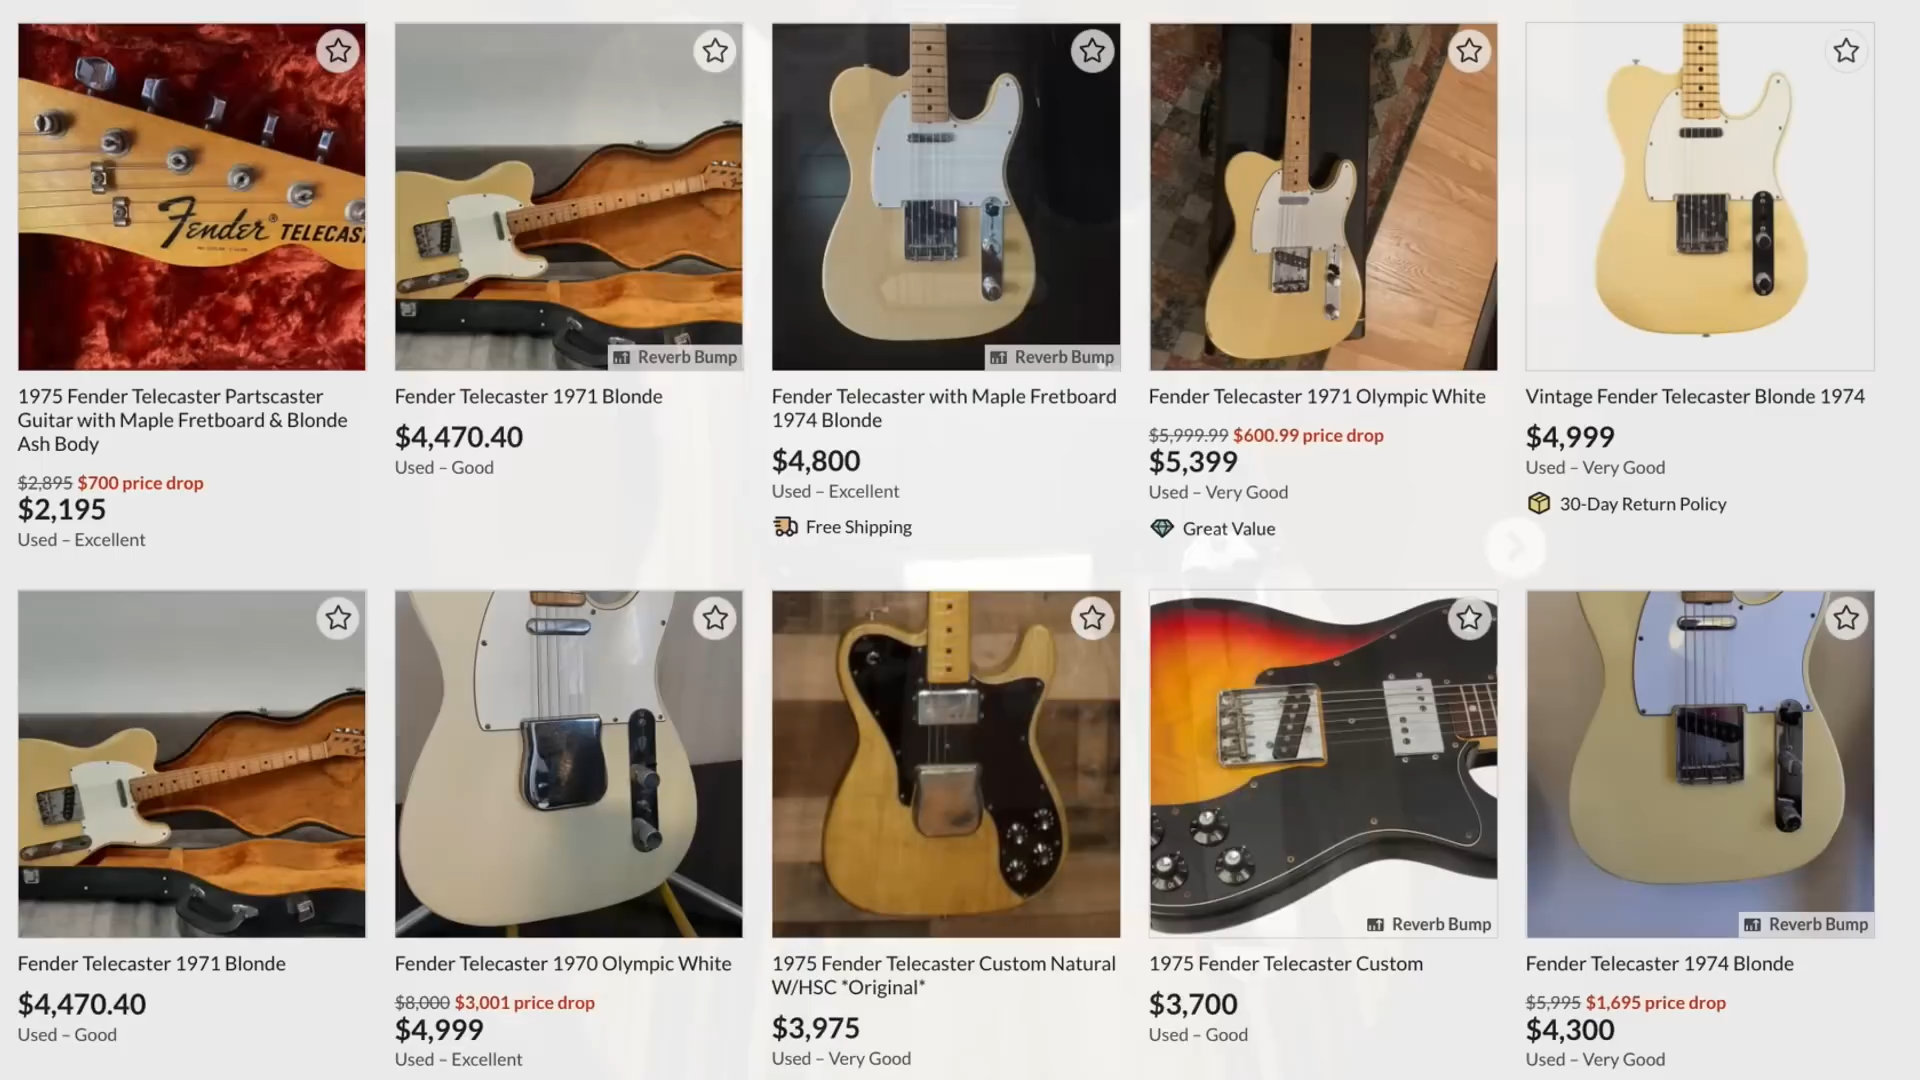 Fender® TELECAS
Reverb Bump
Reverb Bump
1975 Fender Telecaster Partscaster
Guitar with Maple Fretboard & Blonde
Ash Body
$2,895 $700 price drop
$2,195
Used – Excellent
Fender Telecaster 1971 Blonde
$4,470.40
Used – Good
Fender Telecaster with Maple Fretboard
1974 Blonde
$4,800
Used – Excellent
Free Shipping
Fender Telecaster 1971 Olympic White
$5,999.99 $600.99 price drop
$5,399
Used – Very Good
Great Value
Vintage Fender Telecaster Blonde 1974
$4,999
Used – Very Good
30-Day Return Policy
Reverb Bump
Reverb Bump
Fender Telecaster 1971 Blonde
$4,470.40
Used – Good
Fender Telecaster 1970 Olympic White
$8,000 $3,001 price drop
$4,999
Used – Excellent
1975 Fender Telecaster Custom Natural
W/HSC *Original*
$3,975
Used – Very Good
1975 Fender Telecaster Custom
$3,700
Used – Good
Fender Telecaster 1974 Blonde
$5,995 $1,695 price drop
$4,300
Used – Very Good